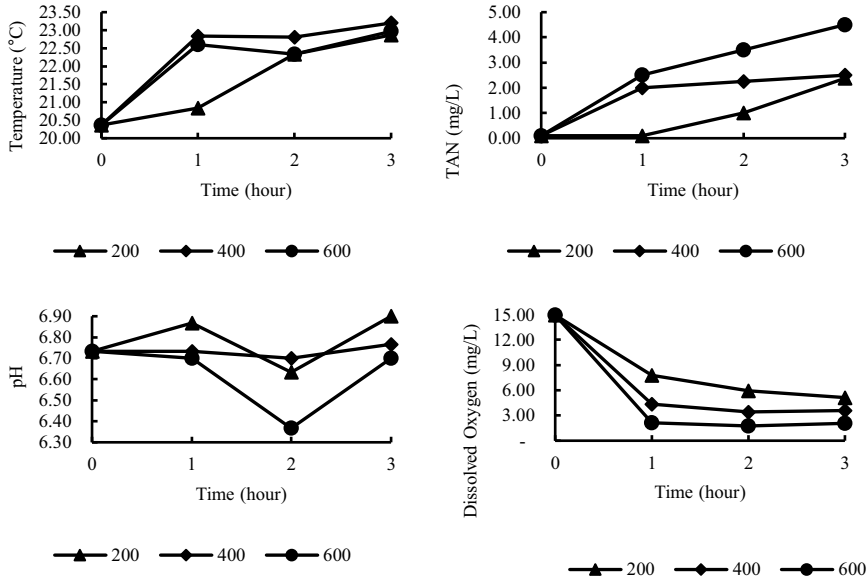 Temperature (°C)
23.50
23.00
22.50
22.00
21.50
21.00
20.50
20.00
0 1 2 3
Time (hour)
200 400 600
TAN (mg/L)
5.00
4.00
3.00
2.00
1.00
0.00
0 1 2 3
Time (hour)
200 400 600
pH
6.90
6.80
6.70
6.60
6.50
6.40
6.30
0 1 2 3
Time (hour)
200 400 600
Dissolved Oxygen (mg/L)
15.00
12.00
9.00
6.00
3.00
-
0 1 2 3
Time (hour)
200 400 600